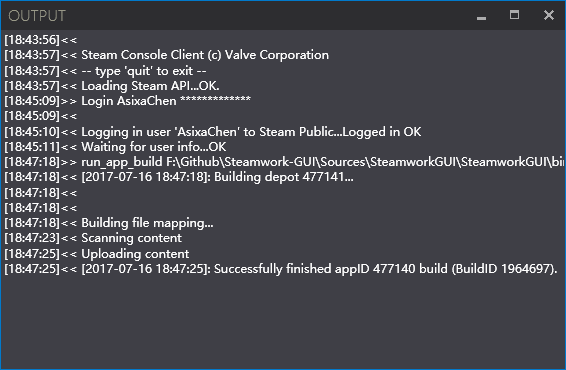 OUTPUT
[18:43:56]<<
[18:43:57]<< Steam Console Client (c) Valve Corporation
[18:43:57]<< -- type 'quit' to exit --
[18:43:57]<< Loading Steam API...OK.
[18:45:09]>> Login AsixaChen *************
[18:45:09]<<
[18:45:10]<< Logging in user 'AsixaChen' to Steam Public...Logged in OK
[18:45:11]<< Waiting for user info...OK
[18:47:18]>> run_app_build F:\Github\Steamwork-GUI\Sources\SteamworkGUI\SteamworkGUI\bin
[18:47:18]<< [2017-07-16 18:47:18]: Building depot 477141...
[18:47:18]<<
[18:47:18]<<
[18:47:18]<< Building file mapping...
[18:47:23]<< Scanning content
[18:47:25]<< Uploading content
[18:47:25]<< [2017-07-16 18:47:25]: Successfully finished appID 477140 build (BuildID 1964697).